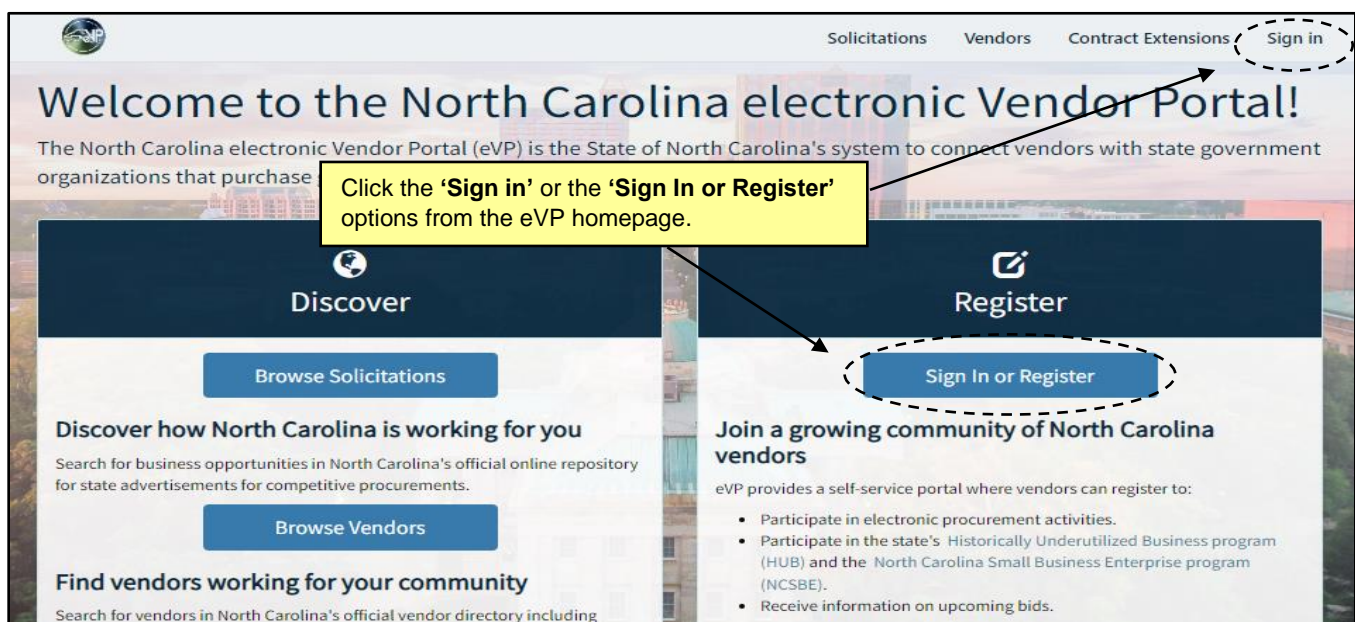 eVP
Solicitations Vendors Contract Extensions Sign in
Welcome to the North Carolina electronic Vendor Portal!
The North Carolina electronic Vendor Portal (eVP) is the State of North Carolina's system to connect vendors with state government
organizations that purchase
Click the ‘Sign in’ or the ‘Sign In or Register’
options from the eVP homepage.
Discover
Browse Solicitations
Discover how North Carolina is working for you
Search for business opportunities in North Carolina's official online repository
for state advertisements for competitive procurements.
Browse Vendors
Find vendors working for your community
Search for vendors in North Carolina's official vendor directory including
Register
Sign In or Register
Join a growing community of North Carolina
vendors
eVP provides a self-service portal where vendors can register to:
• Participate in electronic procurement activities.
• Participate in the state's Historically Underutilized Business program
(HUB) and the North Carolina Small Business Enterprise program
(NCSBE).
• Receive information on upcoming bids.